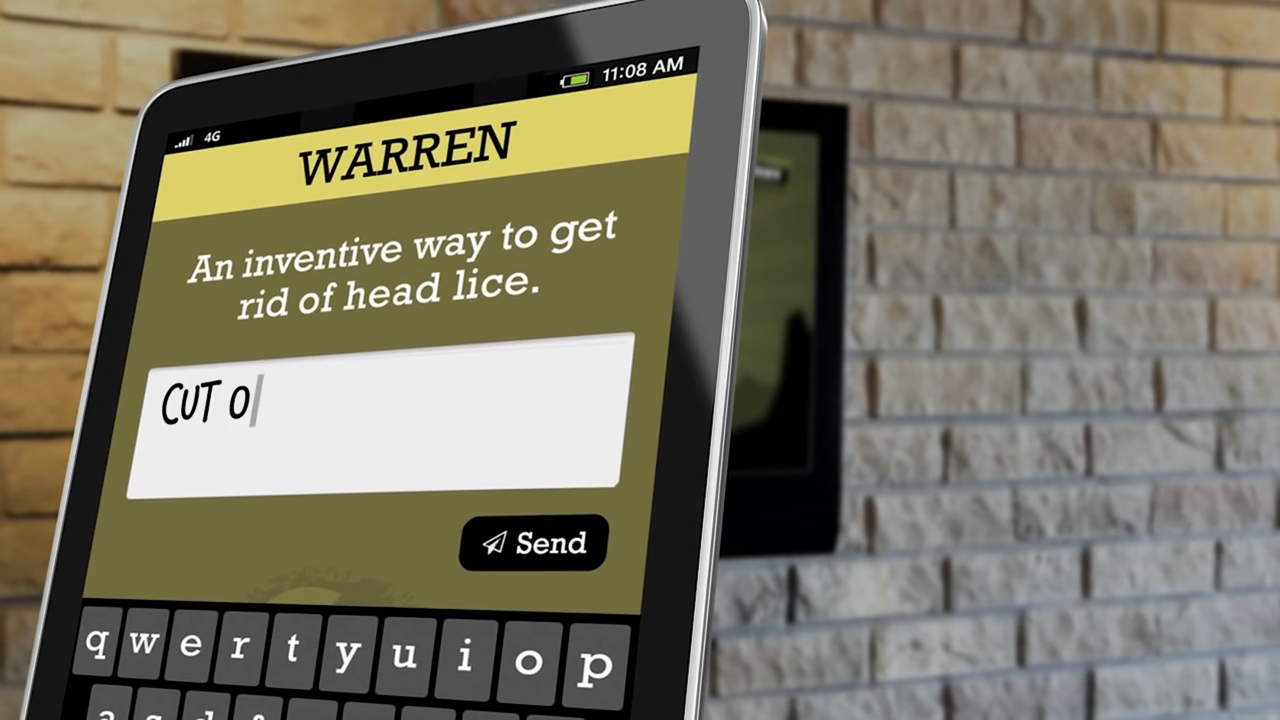 4G
11:08 AM
WARREN
An inventive way to get
rid of head lice.
CUT O
Send
q w e r t y u i o p